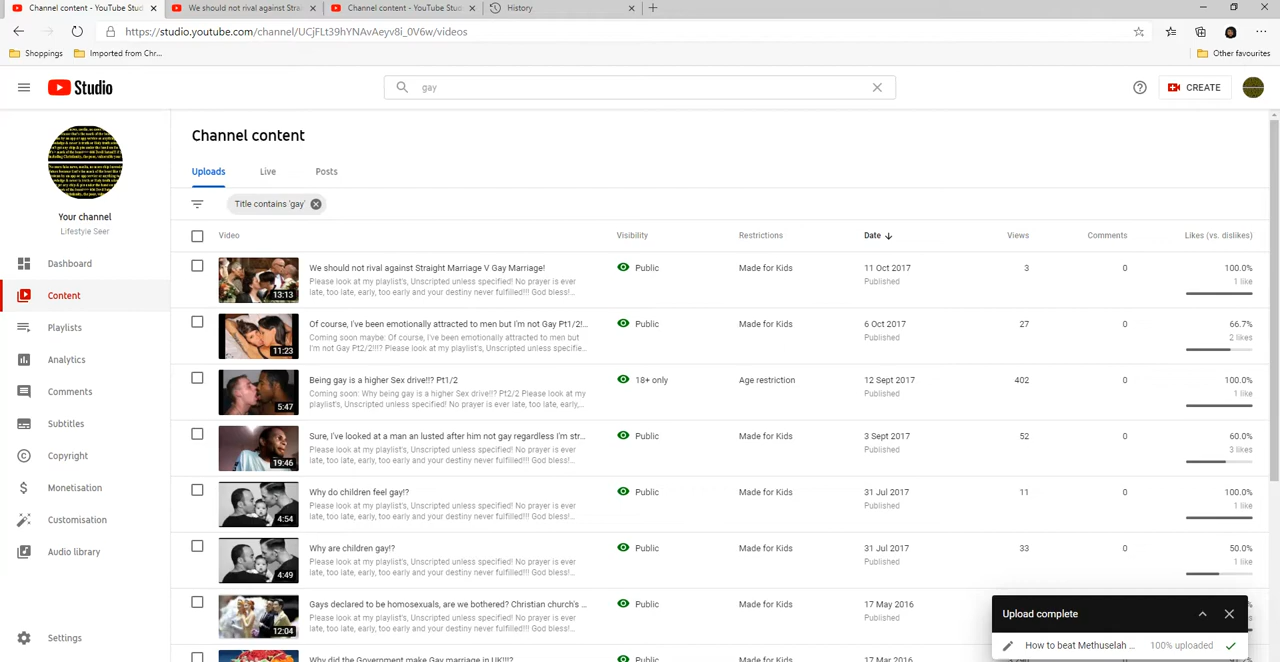 Channel content - YouTube Studio
We should not rival against Strai
Channel content - YouTube Studio
History
https://studio.youtube.com/channel/UCjFLt39hYNAvAeyv8i_0V6w/videos
Shoppings
Imported from Chr...
Other favourites
Studio
gay
CREATE
Your channel
Lifestyle Seer
Dashboard
Content
Playlists
Analytics
Comments
Subtitles
Copyright
Monetisation
Customisation
Audio library
Settings
Channel content
Uploads Live Posts
Title contains 'gay'
Video Visibility Restrictions Date Views Comments Likes (vs. dislikes)
We should not rival against Straight Marriage V Gay Marriage! Public Made for Kids 11 Oct 2017 3 0 100.0%
Please look at my playlist's, Unscripted unless specified! No prayer is ever Published 1 like
late, too late, early, too early and your destiny never fulfilled!!! God bless!...
13:13
Of course, I've been emotionally attracted to men but I'm not Gay Pt1/2!... Public Made for Kids 6 Oct 2017 27 0 66.7%
Coming soon maybe: Of course, I've been emotionally attracted to men but Published 2 likes
I'm not Gay Pt2/2!!!? Please look at my playlist's, Unscripted unless specifie...
11:23
Being gay is a higher Sex drive!!? Pt1/2 18+ only Age restriction 12 Sept 2017 402 0 100.0%
Coming soon: Why being gay is a higher Sex drive!!? Pt2/2 Please look at my Published 1 like
playlist's, Unscripted unless specified! No prayer is ever late, too late, early,...
5:47
Sure, I've looked at a man an lusted after him not gay regardless I'm str... Public Made for Kids 3 Sept 2017 52 0 60.0%
Please look at my playlist's, Unscripted unless specified! No prayer is ever Published 3 likes
late, too late, early, too early and your destiny never fulfilled!!! God bless!...
19:46
Why do children feel gay!? Public Made for Kids 31 Jul 2017 11 0 100.0%
Please look at my playlist's, Unscripted unless specified! No prayer is ever Published 1 like
late, too late, early, too early and your destiny never fulfilled!!! God bless!...
4:54
Why are children gay!? Public Made for Kids 31 Jul 2017 33 0 50.0%
Please look at my playlist's, Unscripted unless specified! No prayer is ever Published 1 like
late, too late, early, too early and your destiny never fulfilled!!! God bless!...
4:49
Gays declared to be homosexuals, are we bothered? Christian church's ... Public Made for Kids 17 May 2016
Please look at my playlist's, Unscripted unless specified! No prayer is ever Published
late, too late, early, too early and your destiny never fulfilled!!! God bless!...
12:04
Why did the Government make Gay marriage in UK!!!? Public Made for Kids 17 Mar 2016
Upload complete
How to beat Methuselah ... 100% uploaded